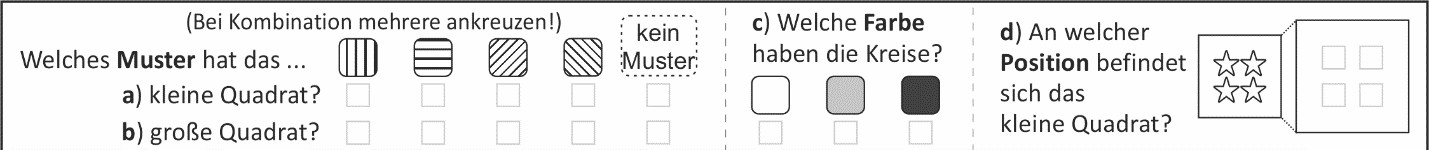 (Bei Kombination mehrere ankreuzen!)
Welches Muster hat das ...
kein
Muster
a) kleine Quadrat?
b) große Quadrat?
c) Welche Farbe
haben die Kreise?
d) An welcher
Position befindet
sich das
kleine Quadrat?